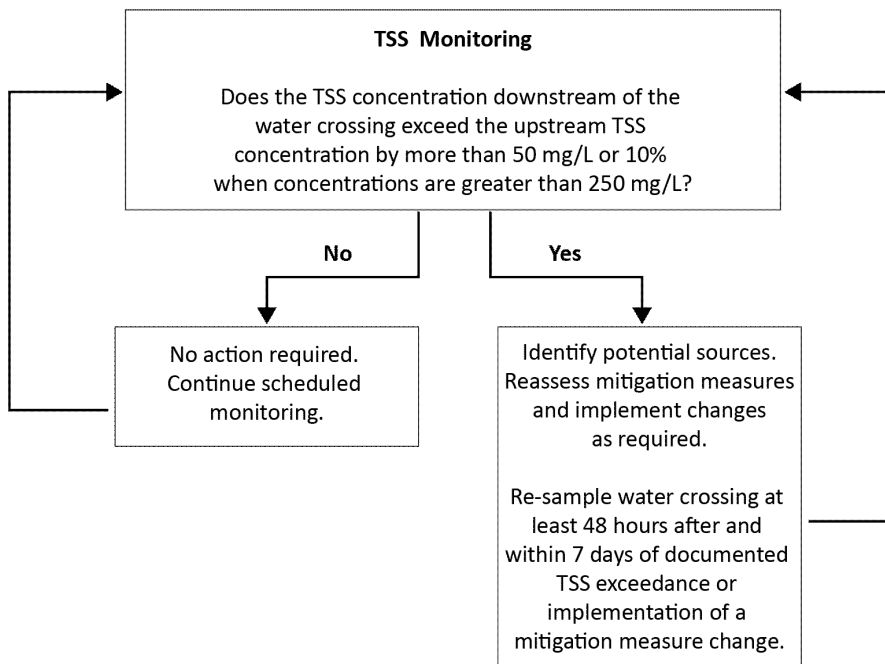 TSS Monitoring
Does the TSS concentration downstream of the
water crossing exceed the upstream TSS
concentration by more than 50 mg/L or 10%
when concentrations are greater than 250 mg/L?
No
Yes
No action required.
Continue scheduled
monitoring.
Identify potential sources.
Reassess mitigation measures
and implement changes
as required.
Re-sample water crossing at
least 48 hours after and
within 7 days of documented
TSS exceedance or
implementation of a
mitigation measure change.